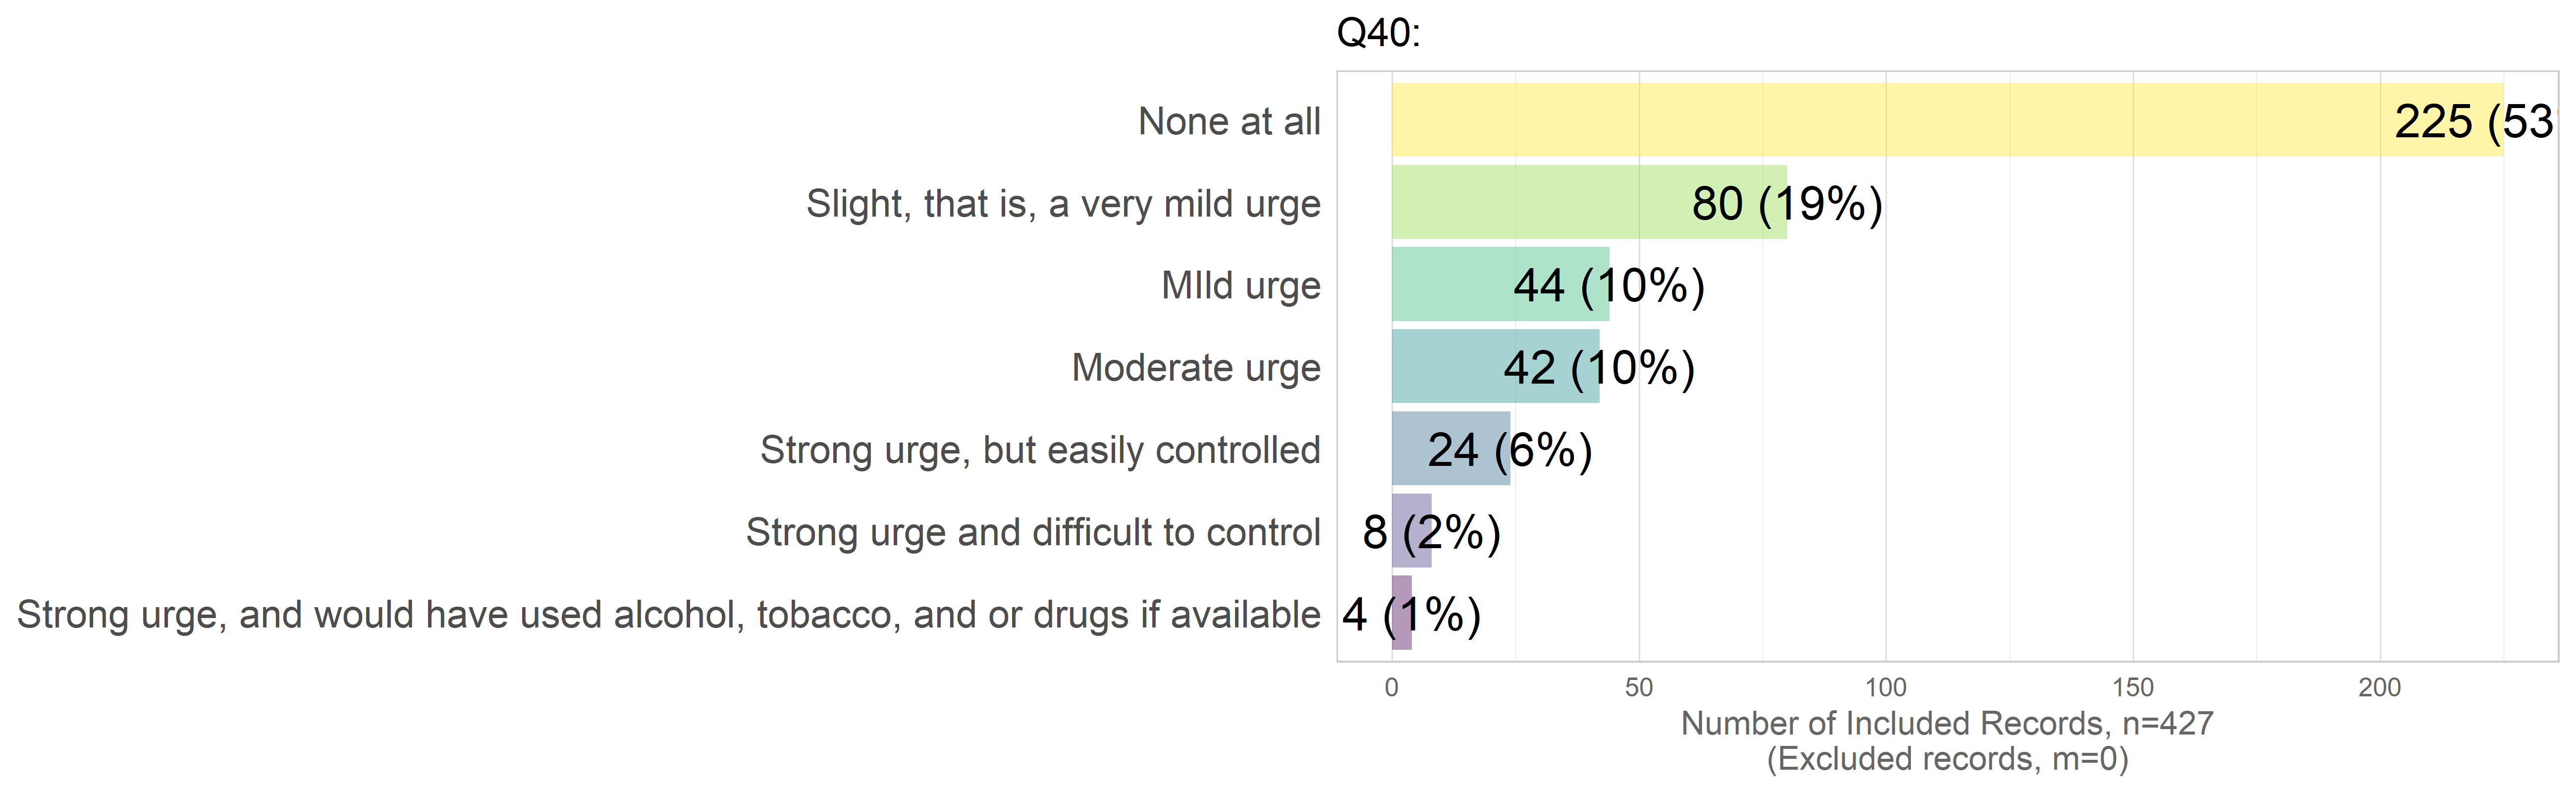 Q40:
None at all
225 (53
Slight, that is, a very mild urge
80 (19%)
MIld urge
44 (10%)
Moderate urge
42 (10%)
Strong urge, but easily controlled
24 (6%)
Strong urge and difficult to control
8 (2%)
Strong urge, and would have used alcohol, tobacco, and or drugs if available
4 (1%)
0 50 100 150 200
Number of Included Records, n=427
(Excluded records, m=0)